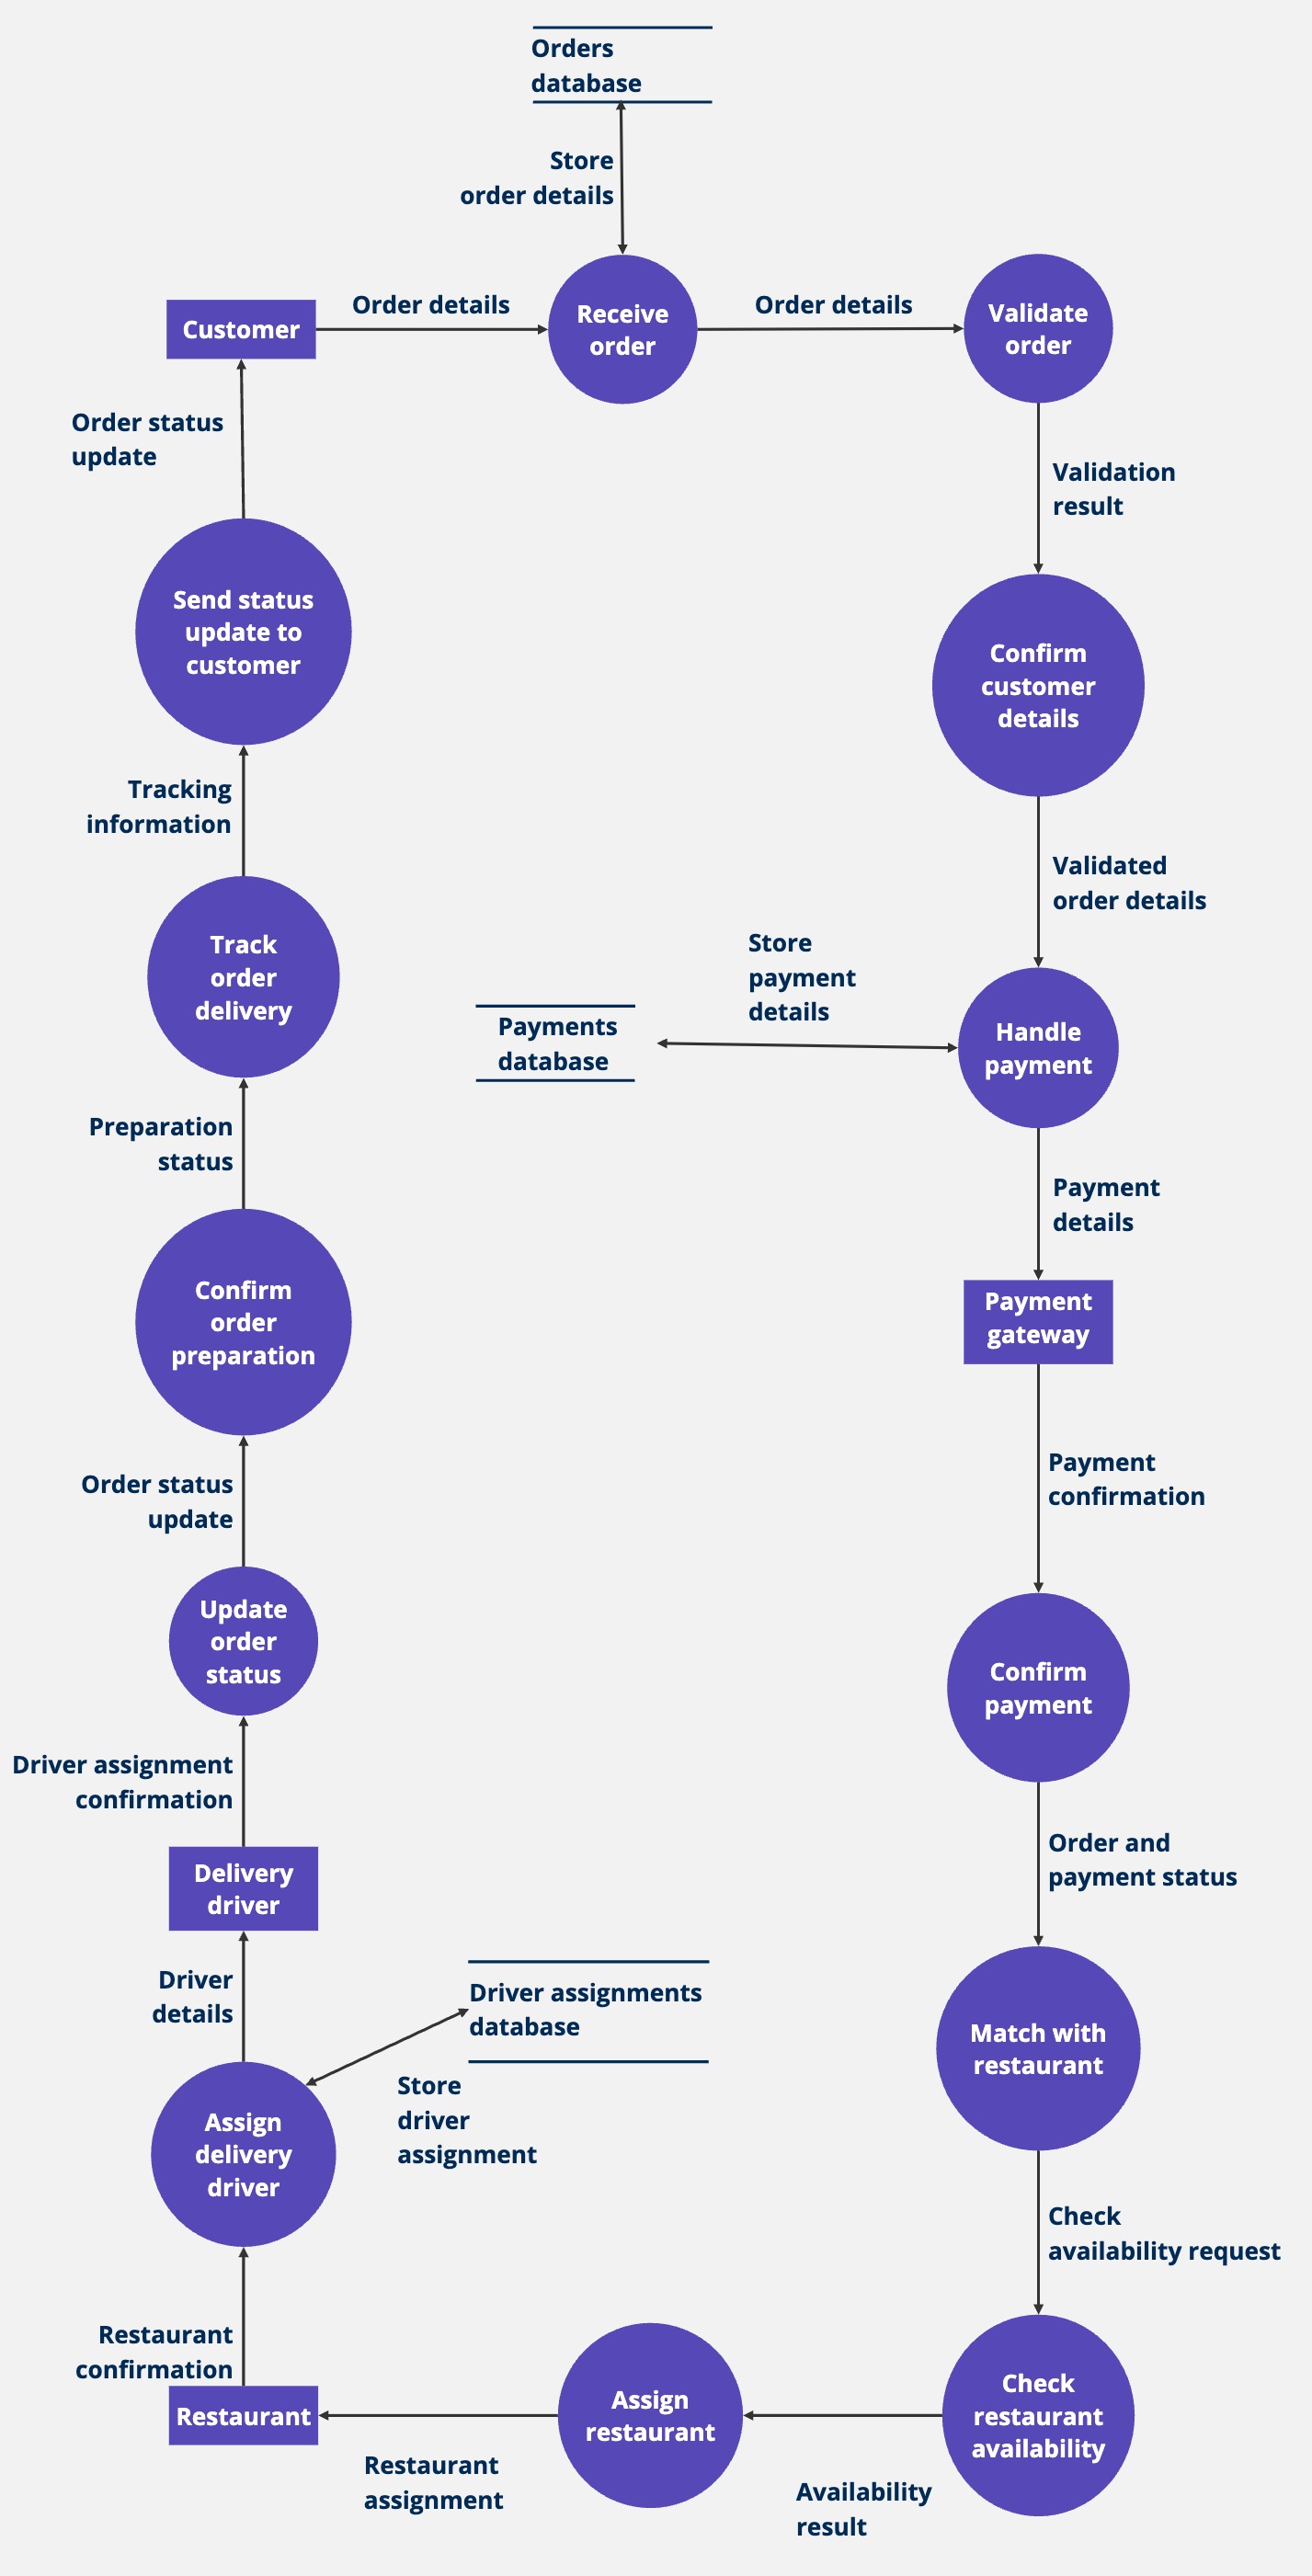 Orders
database
Store
order details
Customer
Order details
Receive
order
Order details
Validate
order
Order status
update
Validation
result
Send status
update to
customer
Confirm
customer
details
Tracking
information
Validated
order details
Track
order
delivery
Store
payment
details
Payments
database
Handle
payment
Preparation
status
Payment
details
Confirm
order
preparation
Payment
gateway
Order status
update
Payment
confirmation
Update
order
status
Confirm
payment
Driver assignment
confirmation
Order and
payment status
Delivery
driver
Driver
details
Driver assignments
database
Match with
restaurant
Store
driver
assignment
Assign
delivery
driver
Check
availability request
Restaurant
confirmation
Restaurant
Assign
restaurant
Check
restaurant
availability
Restaurant
assignment
Availability
result